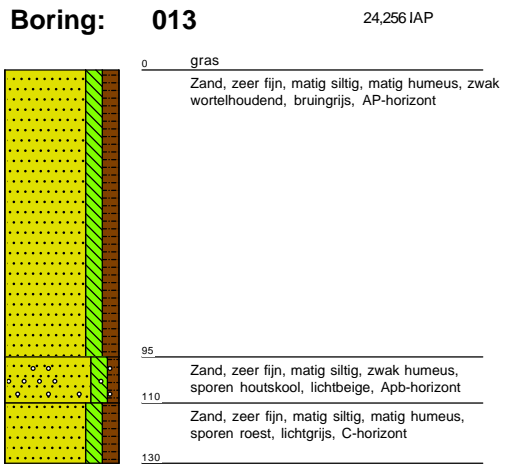 Boring: 013 24,256 IAP
0 gras
Zand, zeer fijn, matig siltig, matig humeus, zwak
wortelhoudend, bruingrijs, AP-horizont
95
Zand, zeer fijn, matig siltig, zwak humeus,
sporen houtskool, lichtbeige, Apb-horizont
110
Zand, zeer fijn, matig siltig, matig humeus,
sporen roest, lichtgrijs, C-horizont
130